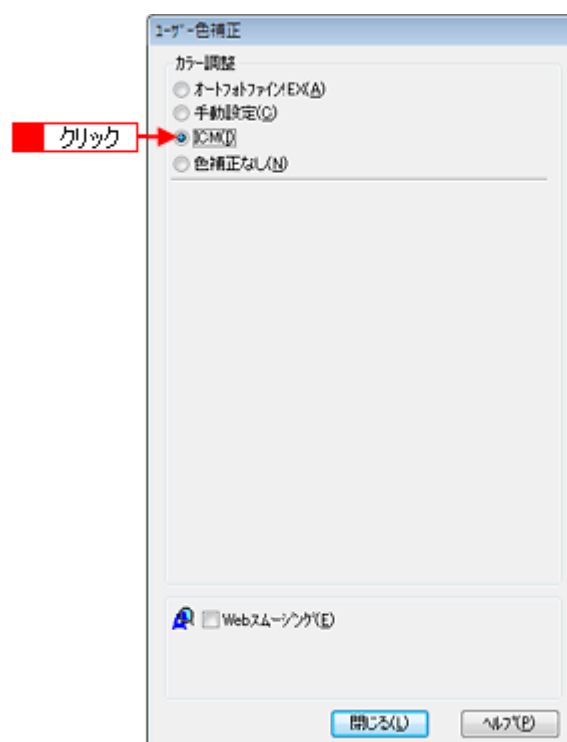 ユーザー色補正
カラー調整
オートフォトファイン!EX(A)
手動設定(C)
クリック
ICM(I)
色補正なし(N)
Webスムージング(E)
閉じる(L)
ヘルプ(P)